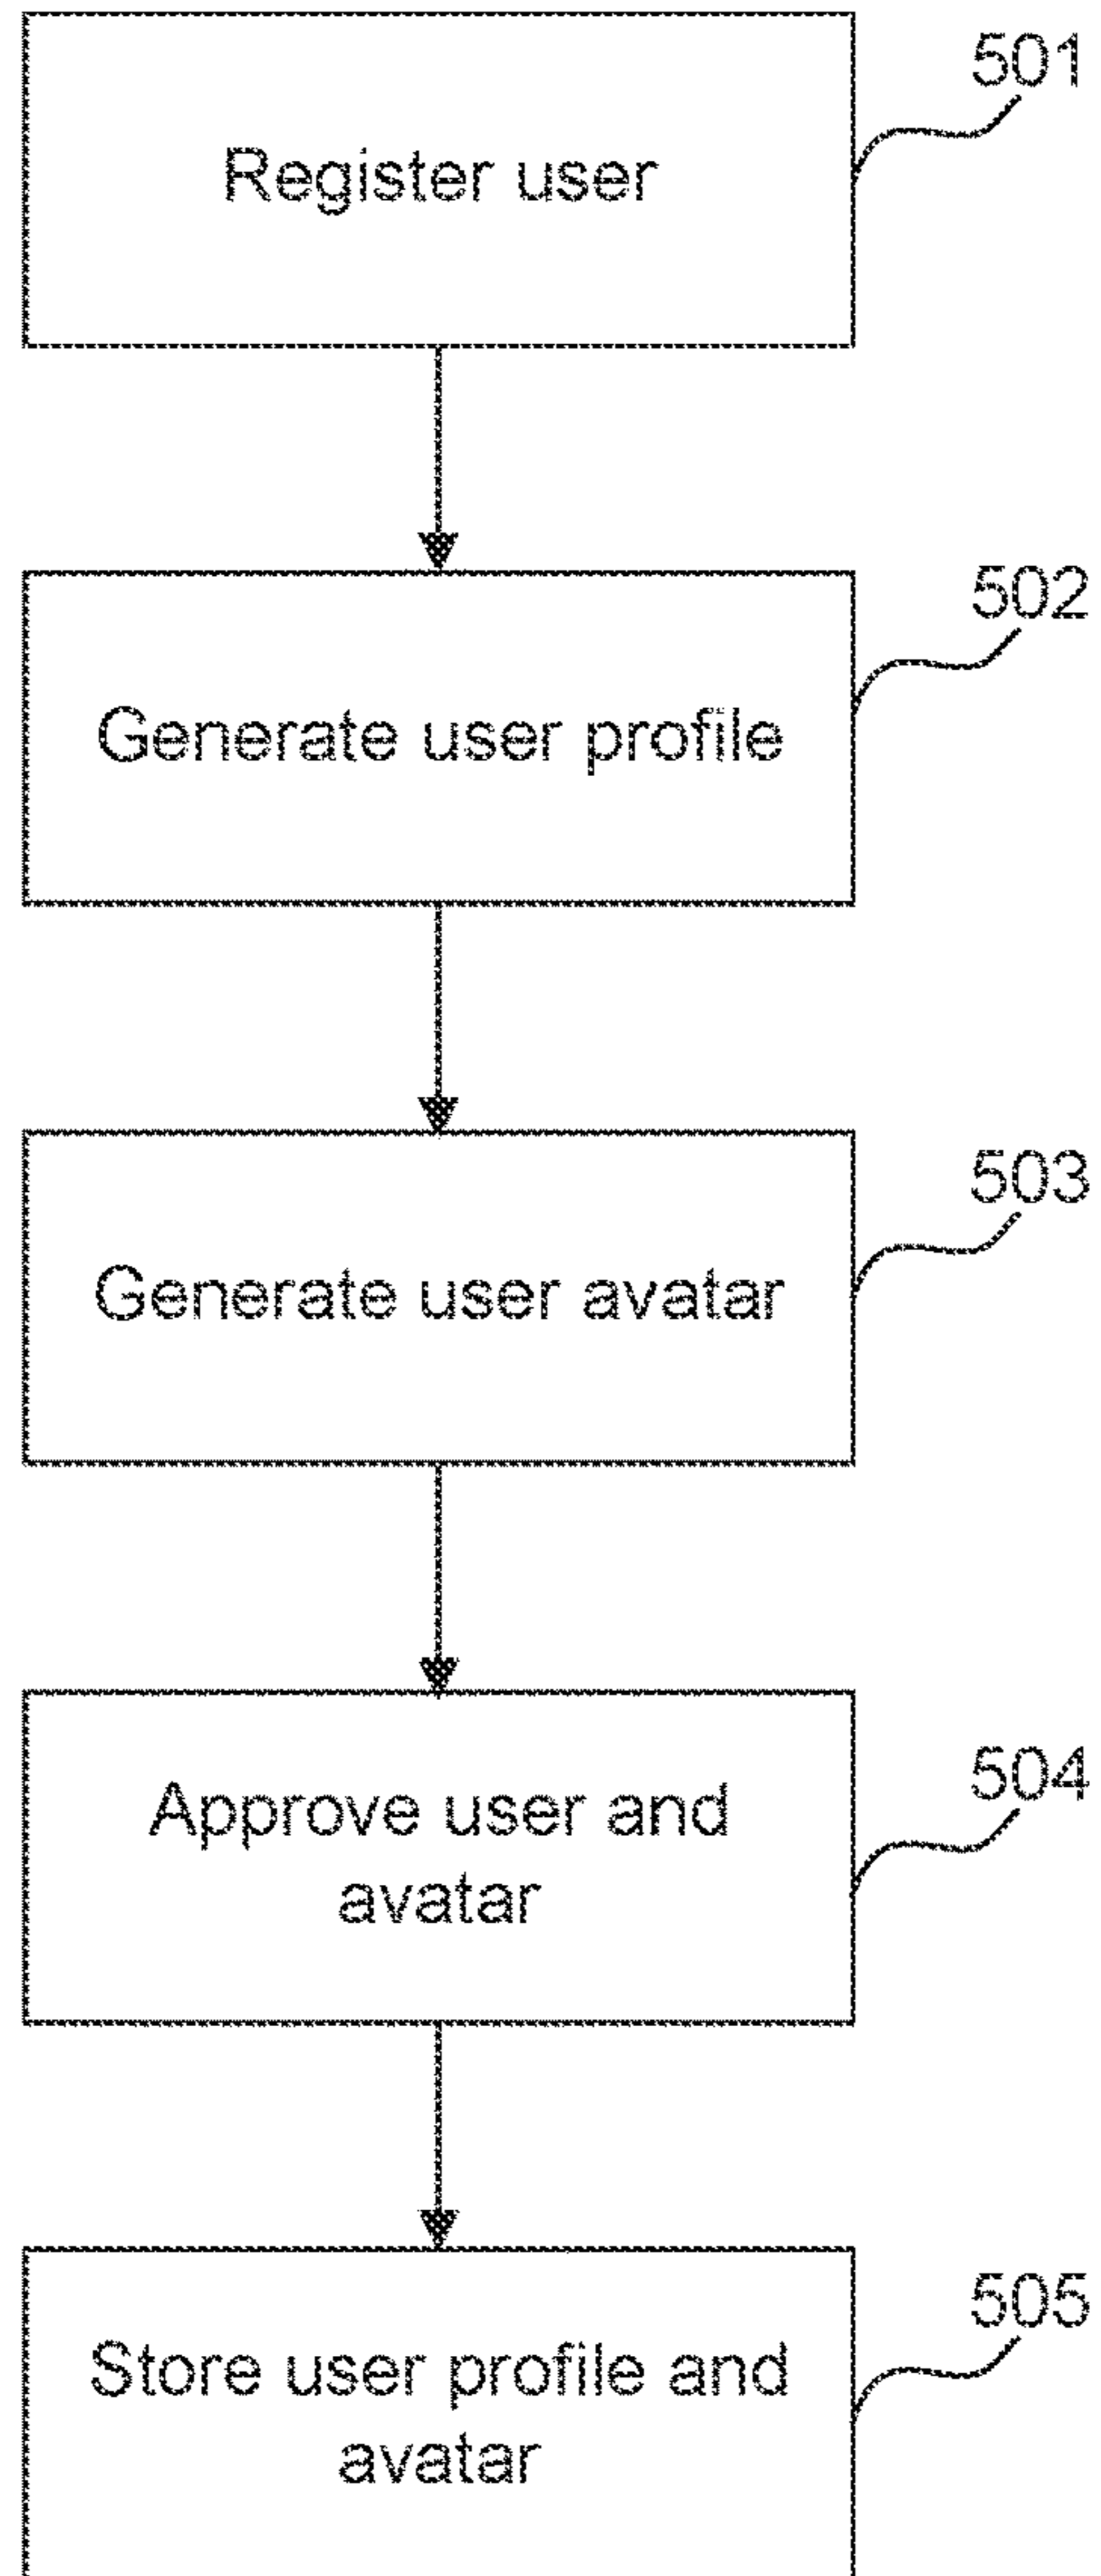 501
Register user
502
Generate user profile
503
Generate user avatar
504
Approve user and
avatar
505
Store user profile and
avatar